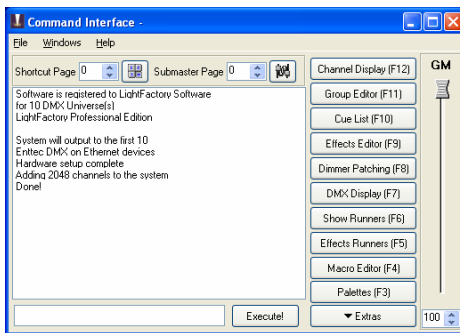 Command Interface -
File Windows Help
Shortcut Page 0 Submaster Page 0
Software is registered to LightFactory Software
for 10 DMX Universe(s)
LightFactory Professional Edition
System will output to the first 10
Enttec DMX on Ethernet devices
Hardware setup complete
Adding 2048 channels to the system
Done!
Execute!
Channel Display (F12)
Group Editor (F11)
Cue List (F10)
Effects Editor (F9)
Dimmer Patching (F8)
DMX Display (F7)
Show Runners (F6)
Effects Runners (F5)
Macro Editor (F4)
Palettes (F3)
Extras
GM
100